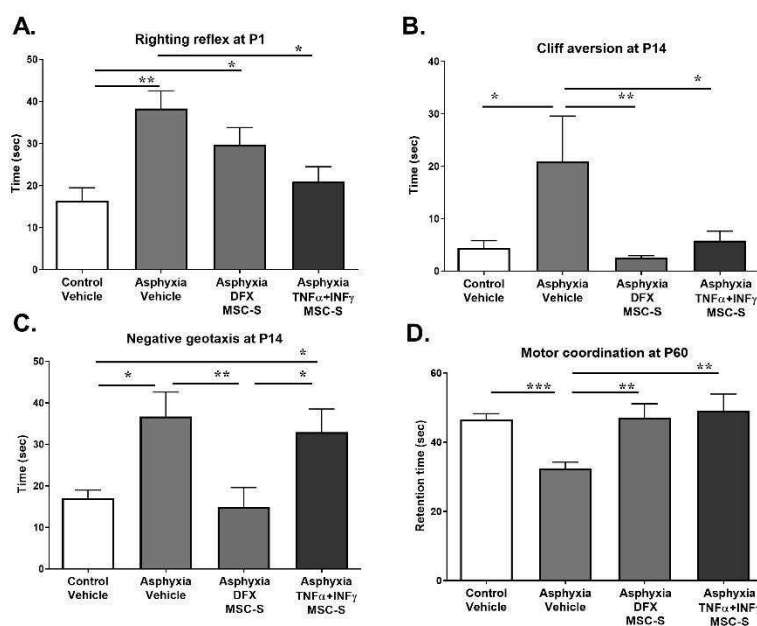 A.
Righting reflex at P1
*
*
**
50
40
30
20
10
0
Time (sec)
Control Vehicle
Asphyxia Vehicle
Asphyxia DFX MSC-S
Asphyxia TNFα+INFγ MSC-S
B.
Cliff aversion at P14
*
*
**
40
30
20
10
0
Time (sec)
Control Vehicle
Asphyxia Vehicle
Asphyxia DFX MSC-S
Asphyxia TNFα+INFγ MSC-S
C.
Negative geotaxis at P14
*
*
**
*
50
40
30
20
10
0
Time (sec)
Control Vehicle
Asphyxia Vehicle
Asphyxia DFX MSC-S
Asphyxia TNFα+INFγ MSC-S
D.
Motor coordination at P60
**
***
**
60
40
20
0
Retention time (sec)
Control Vehicle
Asphyxia Vehicle
Asphyxia DFX MSC-S
Asphyxia TNFα+INFγ MSC-S